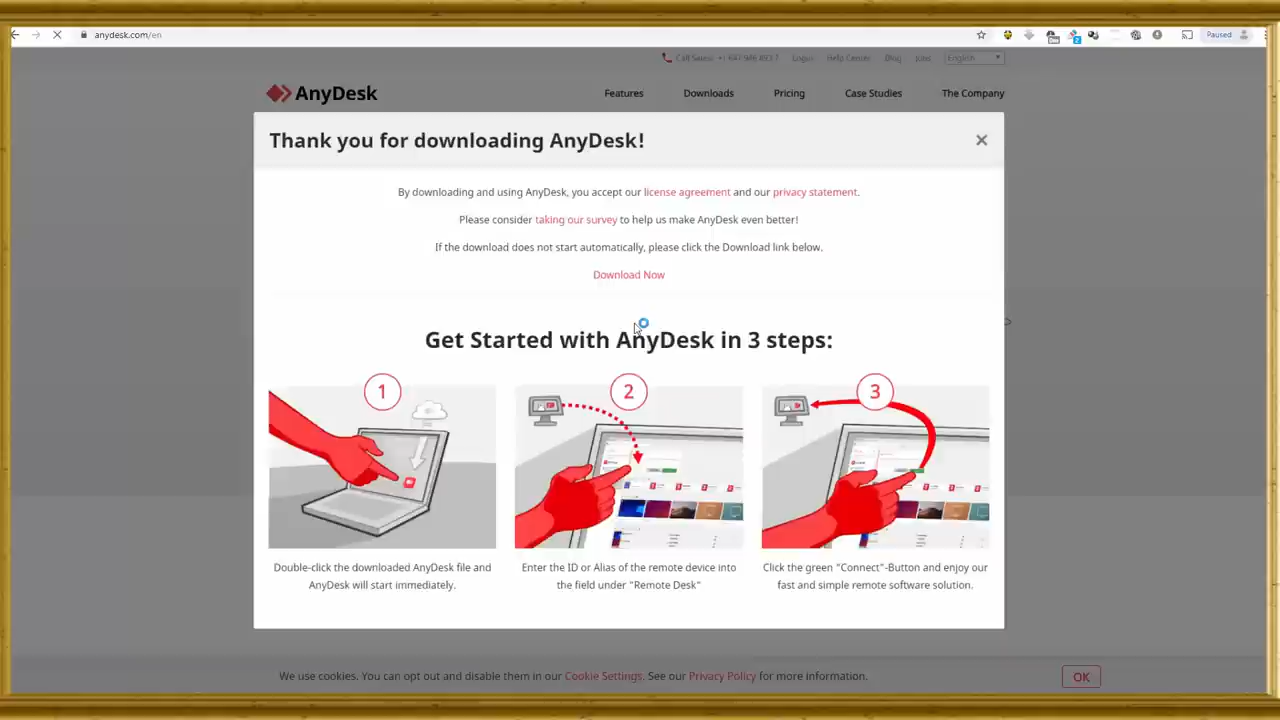 anydesk.com/en
Paused
Call Sales:
Login
Help Center
Blog
Jobs
English
AnyDesk
Features
Downloads
Pricing
Case Studies
The Company
Thank you for downloading AnyDesk!
By downloading and using AnyDesk, you accept our license agreement and our privacy statement.
Please consider taking our survey to help us make AnyDesk even better!
If the download does not start automatically, please click the Download link below.
Download Now
Get Started with AnyDesk in 3 steps:
1
2
3
Double-click the downloaded AnyDesk file and
AnyDesk will start immediately.
Enter the ID or Alias of the remote device into
the field under "Remote Desk"
Click the green "Connect"-Button and enjoy our
fast and simple remote software solution.
We use cookies. You can opt out and disable them in our Cookie Settings. See our Privacy Policy for more information.
OK